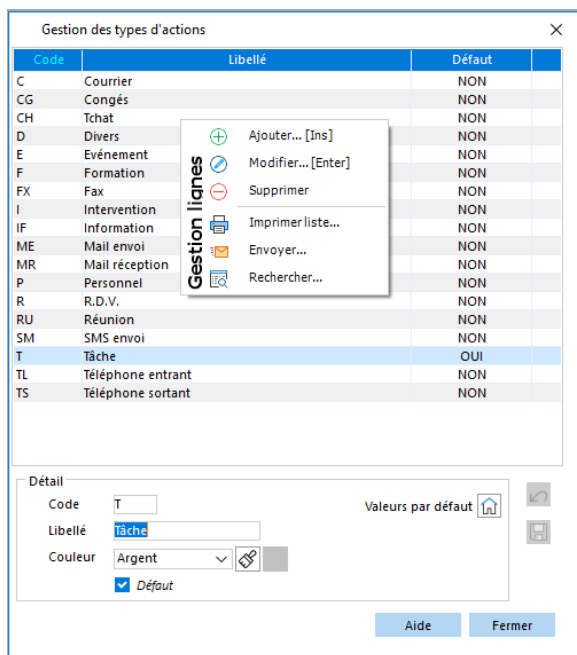 Gestion des types d'actions
Code Libellé Défaut
C Courrier NON
CG Congés NON
CH Tchat NON
D Divers NON
E Evénement NON
F Formation NON
FX Fax NON
I Intervention NON
IF Information NON
ME Mail envoi NON
MR Mail réception NON
P Personnel NON
R R.D.V. NON
RU Réunion NON
SM SMS envoi NON
T Tâche OUI
TL Téléphone entrant NON
TS Téléphone sortant NON
Gestion lignes
Ajouter... [Ins]
Modifier... [Enter]
Supprimer
Imprimer liste...
Envoyer...
Rechercher...
Détail
Code T Valeurs par défaut
Libellé Tâche
Couleur Argent
Défaut
Aide Fermer